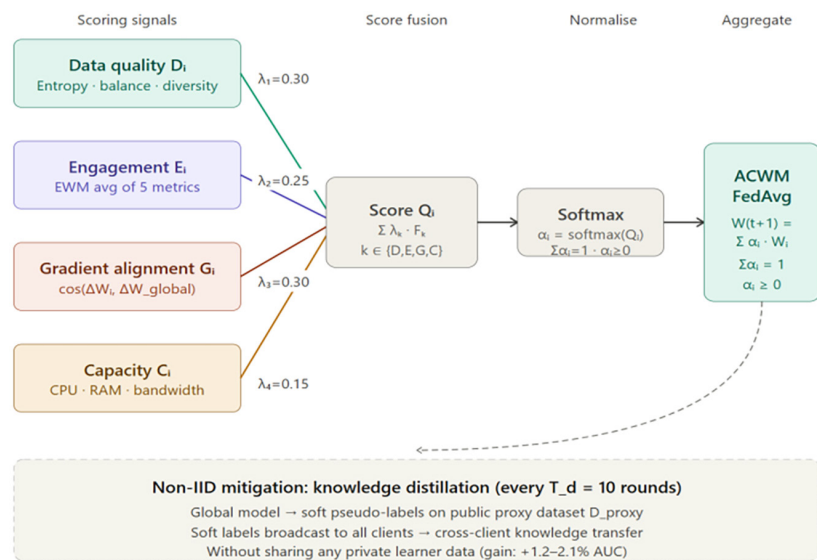 Scoring signals
Score fusion
Normalise
Aggregate
Data quality Dᵢ
Entropy · balance · diversity
λ₁=0.30
Engagement Eᵢ
EWM avg of 5 metrics
λ₂=0.25
Gradient alignment Gᵢ
cos(ΔWᵢ, ΔW_global)
λ₃=0.30
Capacity Cᵢ
CPU · RAM · bandwidth
λ₄=0.15
Score Qᵢ
Σ λₖ · Fₖ
k ∈ {D,E,G,C}
Softmax
αᵢ = softmax(Qᵢ)
Σαᵢ=1 · αᵢ≥0
ACWM
FedAvg
W(t+1) =
Σ αᵢ · Wᵢ
Σαᵢ = 1
αᵢ ≥ 0
Non-IID mitigation: knowledge distillation (every T_d = 10 rounds)
Global model → soft pseudo-labels on public proxy dataset D_proxy
Soft labels broadcast to all clients → cross-client knowledge transfer
Without sharing any private learner data (gain: +1.2–2.1% AUC)